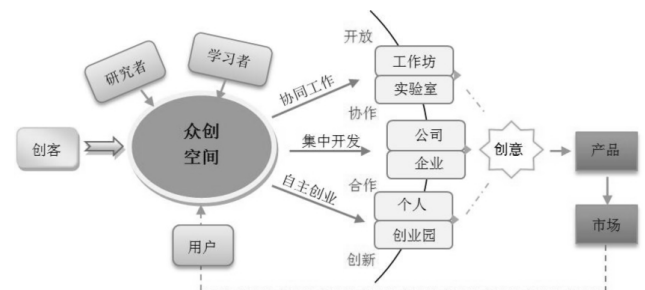 创客
研究者
学习者
众创
空间
用户
协同工作
集中开发
自主创业
开放
工作坊
实验室
协作
公司
企业
合作
个人
创业园
创新
创意
产品
市场